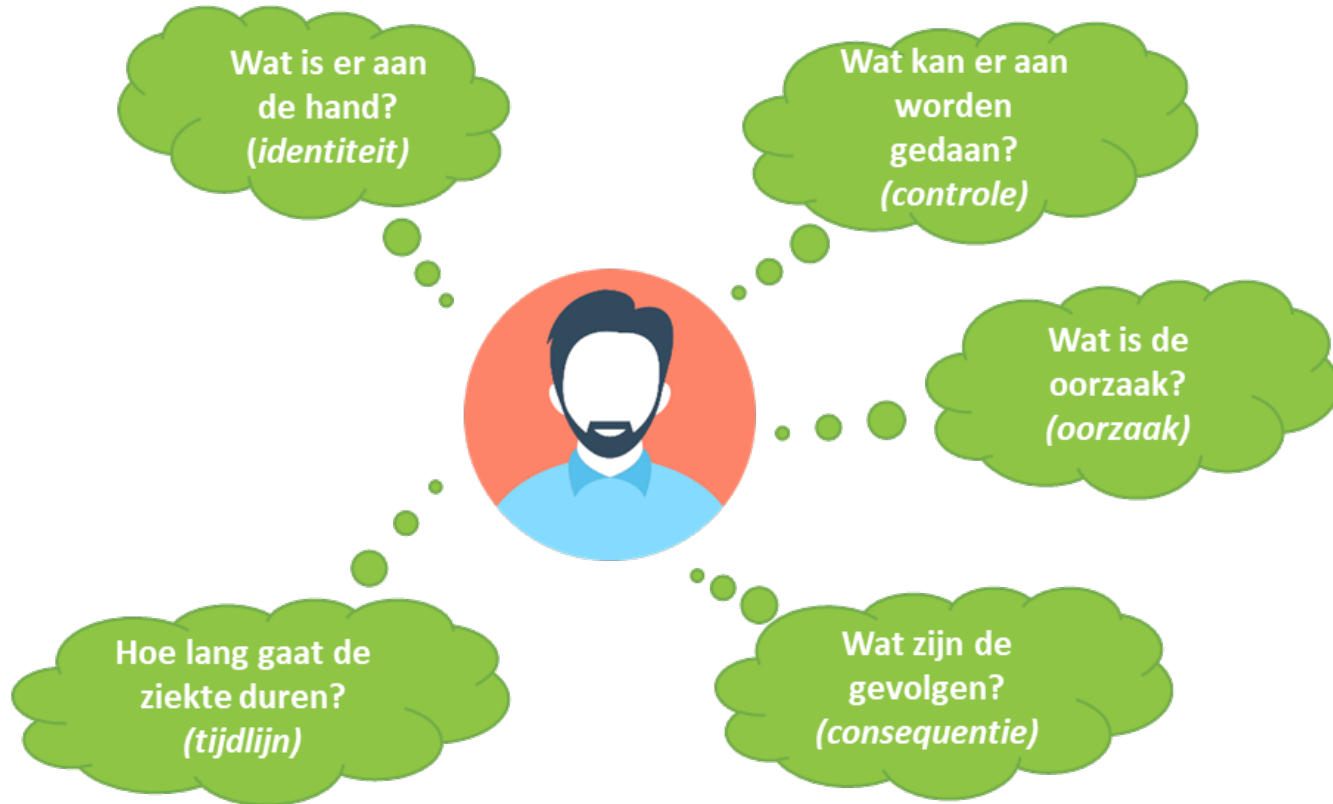 Wat is er aan
de hand?
(identiteit)
Wat kan er aan
worden
gedaan?
(controle)
Wat is de
oorzaak?
(oorzaak)
Hoe lang gaat de
ziekte duren?
(tijdlijn)
Wat zijn de
gevolgen?
(consequentie)